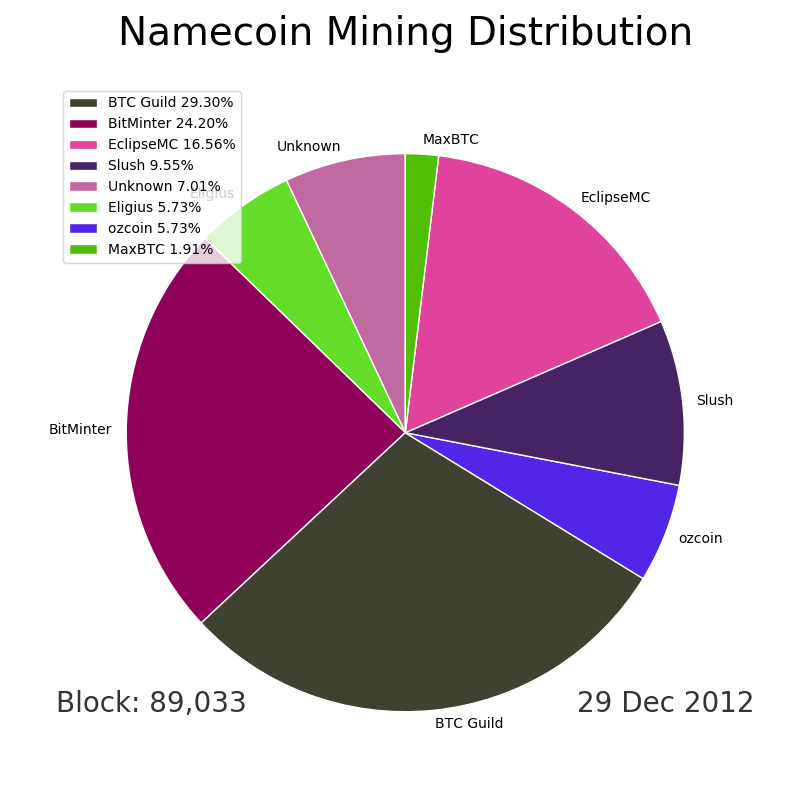 Namecoin Mining Distribution
BTC Guild 29.30%
BitMinter 24.20%
EclipseMC 16.56%
Slush 9.55%
Unknown 7.01%
Eligius 5.73%
ozcoin 5.73%
MaxBTC 1.91%
Eligius
Unknown
MaxBTC
EclipseMC
Slush
ozcoin
BTC Guild
BitMinter
Block: 89,033
29 Dec 2012